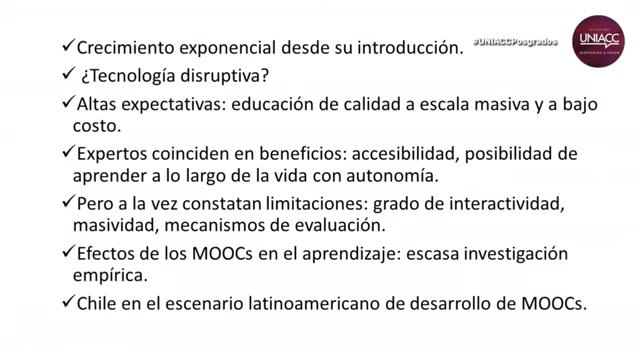 ✓Crecimiento exponencial desde su introducción.
#UNIACCPosgrados
UNIACC
✓¿Tecnología disruptiva?
✓Altas expectativas: educación de calidad a escala masiva y a bajo
costo.
✓Expertos coinciden en beneficios: accesibilidad, posibilidad de
aprender a lo largo de la vida con autonomía.
✓Pero a la vez constatan limitaciones: grado de interactividad,
masividad, mecanismos de evaluación.
✓Efectos de los MOOCs en el aprendizaje: escasa investigación
empírica.
✓Chile en el escenario latinoamericano de desarrollo de MOOCs.